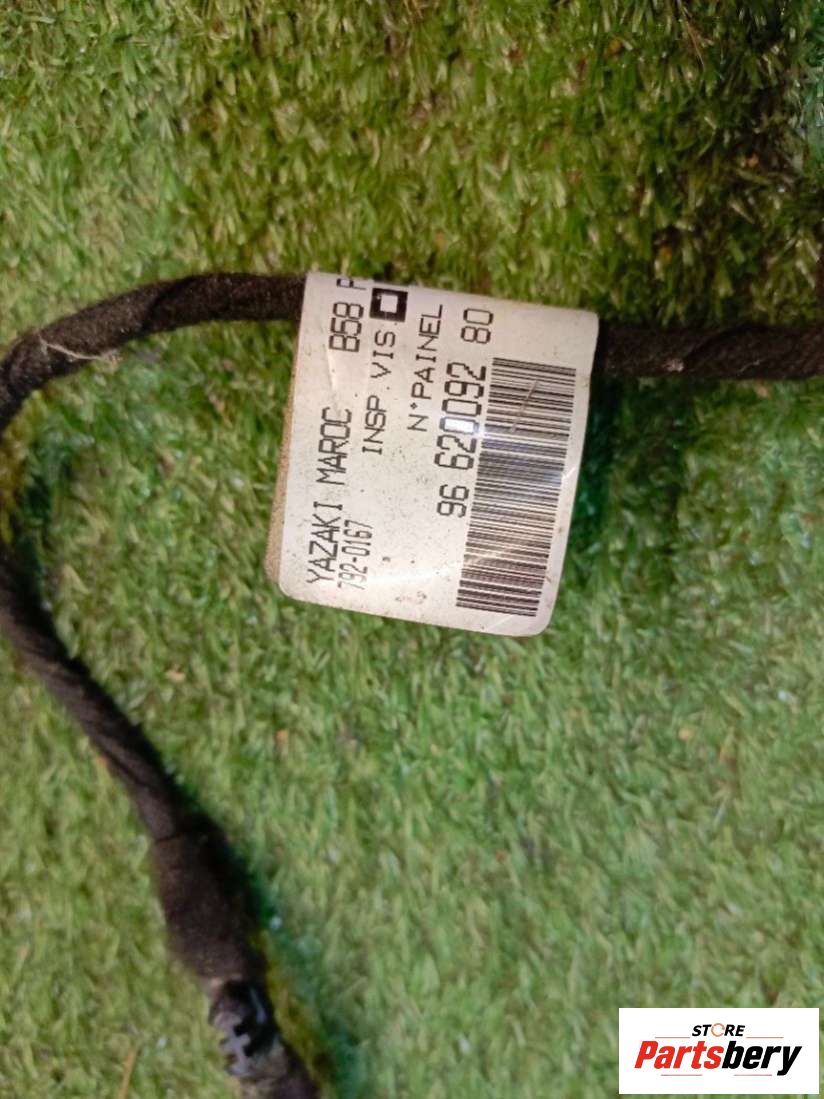 YAZAKI MAROC B58 P
792-0167 INSP.VIS
N°PAINEL
96 620092 80
STORE
Partsbery